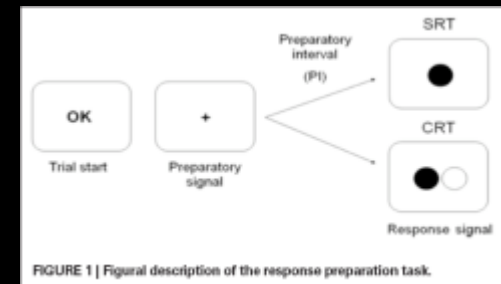 SRT
Preparatory
interval
(PI)
OK
+
CRT
Trial start
Preparatory
signal
Response signal
FIGURE 1 | Figural description of the response preparation task.